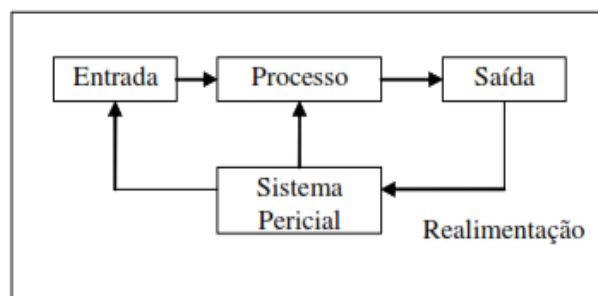 Entrada
Processo
Saída
Sistema
Pericial
Realimentação